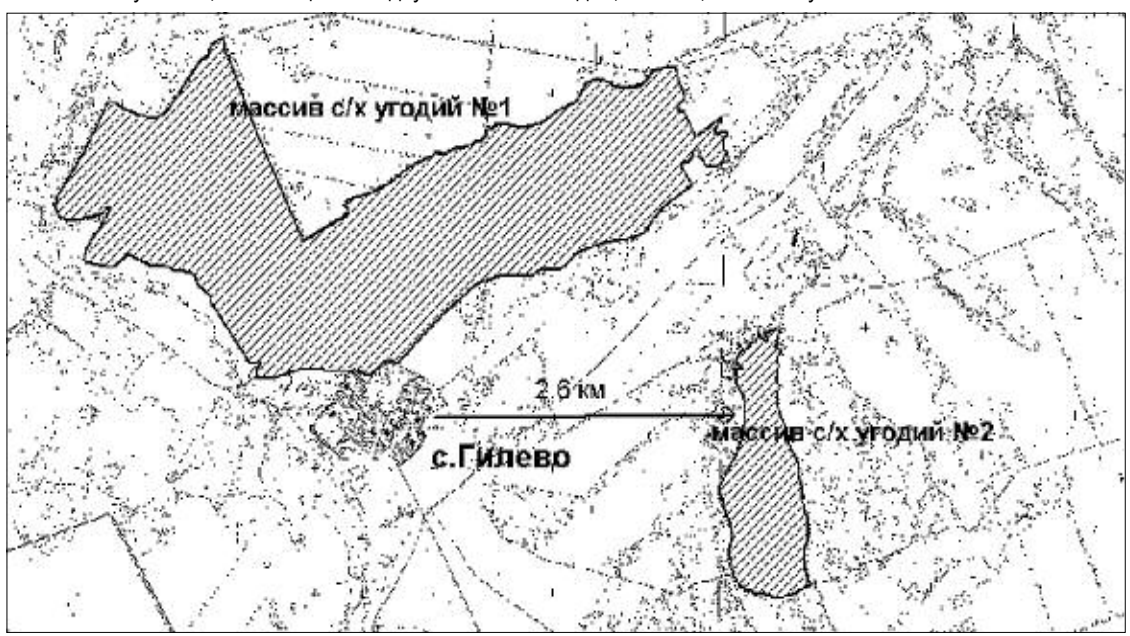 массив с/х угодий №1
2.6 км
массив с/х угодий №2
с.Гилево